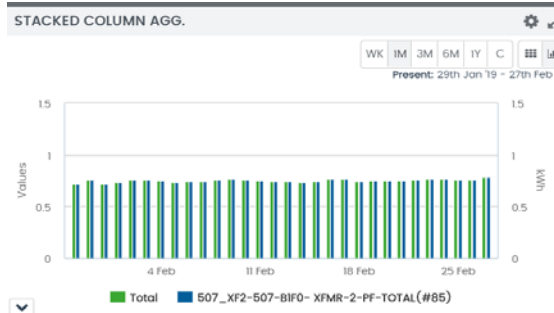 STACKED COLUMN AGG.
WK 1M 3M 6M 1Y C
Present: 29th Jan '19 - 27th Feb
1.5 1.5
1 1
Values kWh
0.5 0.5
0 0
4 Feb 11 Feb 18 Feb 25 Feb
Total 507_XF2-507-B1F0- XFMR-2-PF-TOTAL(#85)